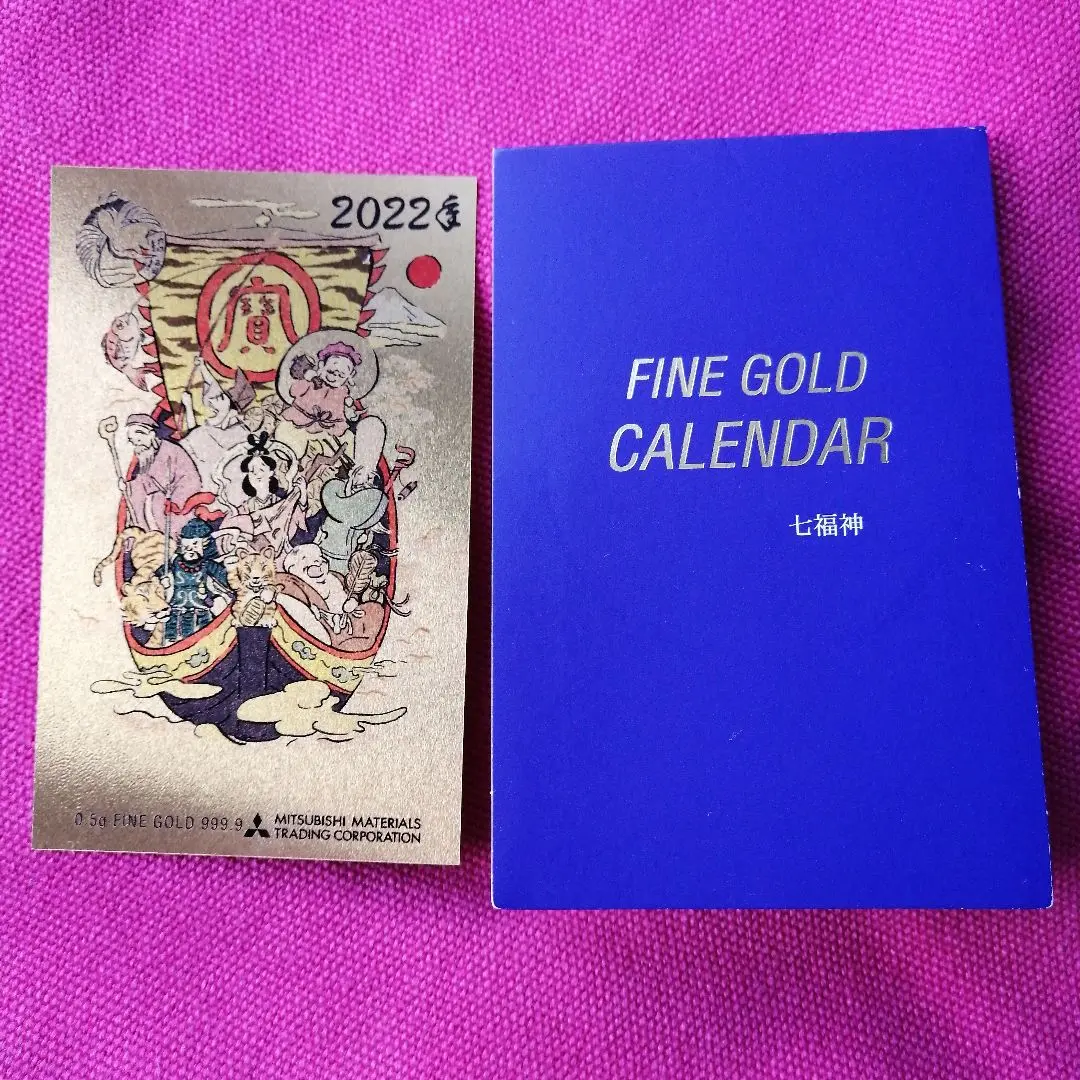 2022年
寳
0.5g FINE GOLD 999.9
MITSUBISHI MATERIALS
TRADING CORPORATION
FINE GOLD
CALENDAR
七福神